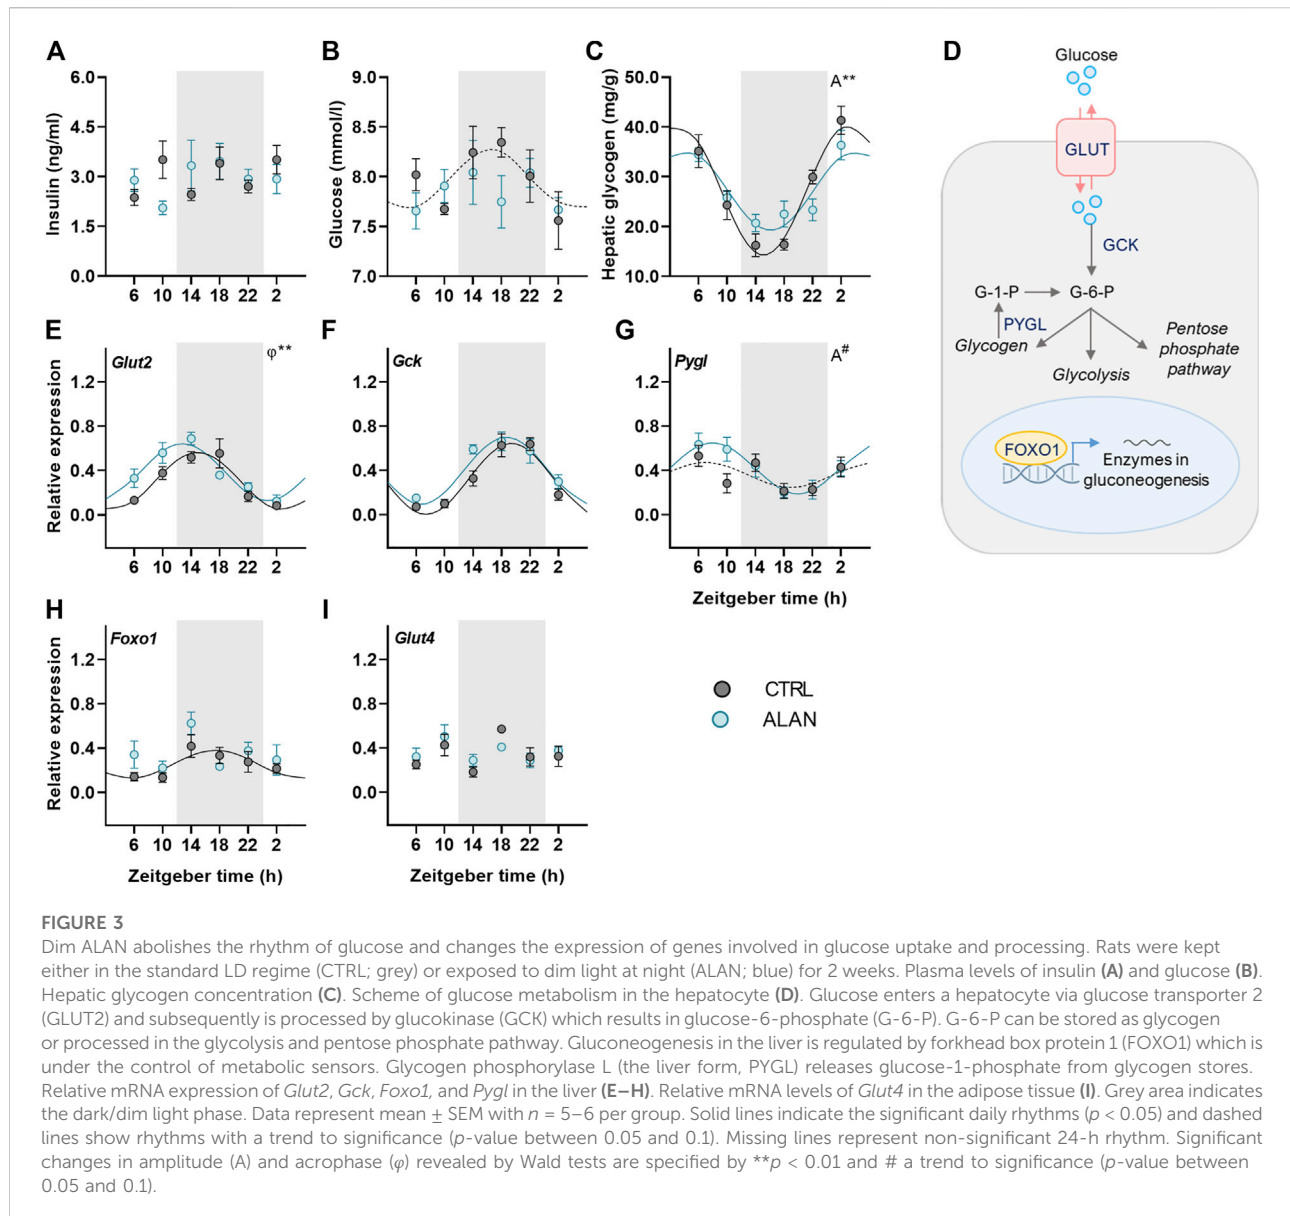 A
Insulin (ng/ml)
6.0
4.5
3.0
1.5
0.0
6 10 14 18 22 2
B
Glucose (mmol/l)
9.0
8.5
8.0
7.5
7.0
6 10 14 18 22 2
C
Hepatic glycogen (mg/g)
50.0
40.0
30.0
20.0
10.0
A**
6 10 14 18 22 2
D
Glucose
GLUT
GCK
G-1-P
G-6-P
PYGL
Glycogen
Glycolysis
Pentose
phosphate
pathway
FOXO1
Enzymes in
gluconeogenesis
E
Relative expression
Glut2
φ**
1.2
0.8
0.4
0.0
6 10 14 18 22 2
F
Gck
1.2
0.8
0.4
0.0
6 10 14 18 22 2
G
Pygl
A#
1.2
0.8
0.4
0.0
6 10 14 18 22 2
Zeitgeber time (h)
H
Relative expression
Foxo1
1.2
0.8
0.4
0.0
6 10 14 18 22 2
Zeitgeber time (h)
I
Glut4
1.2
0.8
0.4
0.0
6 10 14 18 22 2
Zeitgeber time (h)
CTRL
ALAN
FIGURE 3
Dim ALAN abolishes the rhythm of glucose and changes the expression of genes involved in glucose uptake and processing. Rats were kept
either in the standard LD regime (CTRL; grey) or exposed to dim light at night (ALAN; blue) for 2 weeks. Plasma levels of insulin (A) and glucose (B).
Hepatic glycogen concentration (C). Scheme of glucose metabolism in the hepatocyte (D). Glucose enters a hepatocyte via glucose transporter 2
(GLUT2) and subsequently is processed by glucokinase (GCK) which results in glucose-6-phosphate (G-6-P). G-6-P can be stored as glycogen
or processed in the glycolysis and pentose phosphate pathway. Gluconeogenesis in the liver is regulated by forkhead box protein 1 (FOXO1) which is
under the control of metabolic sensors. Glycogen phosphorylase L (the liver form, PYGL) releases glucose-1-phosphate from glycogen stores.
Relative mRNA expression of Glut2, Gck, Foxo1, and Pygl in the liver (E–H). Relative mRNA levels of Glut4 in the adipose tissue (I). Grey area indicates
the dark/dim light phase. Data represent mean ± SEM with n = 5–6 per group. Solid lines indicate the significant daily rhythms (p < 0.05) and dashed
lines show rhythms with a trend to significance (p-value between 0.05 and 0.1). Missing lines represent non-significant 24-h rhythm. Significant
changes in amplitude (A) and acrophase (φ) revealed by Wald tests are specified by **p < 0.01 and # a trend to significance (p-value between
0.05 and 0.1).